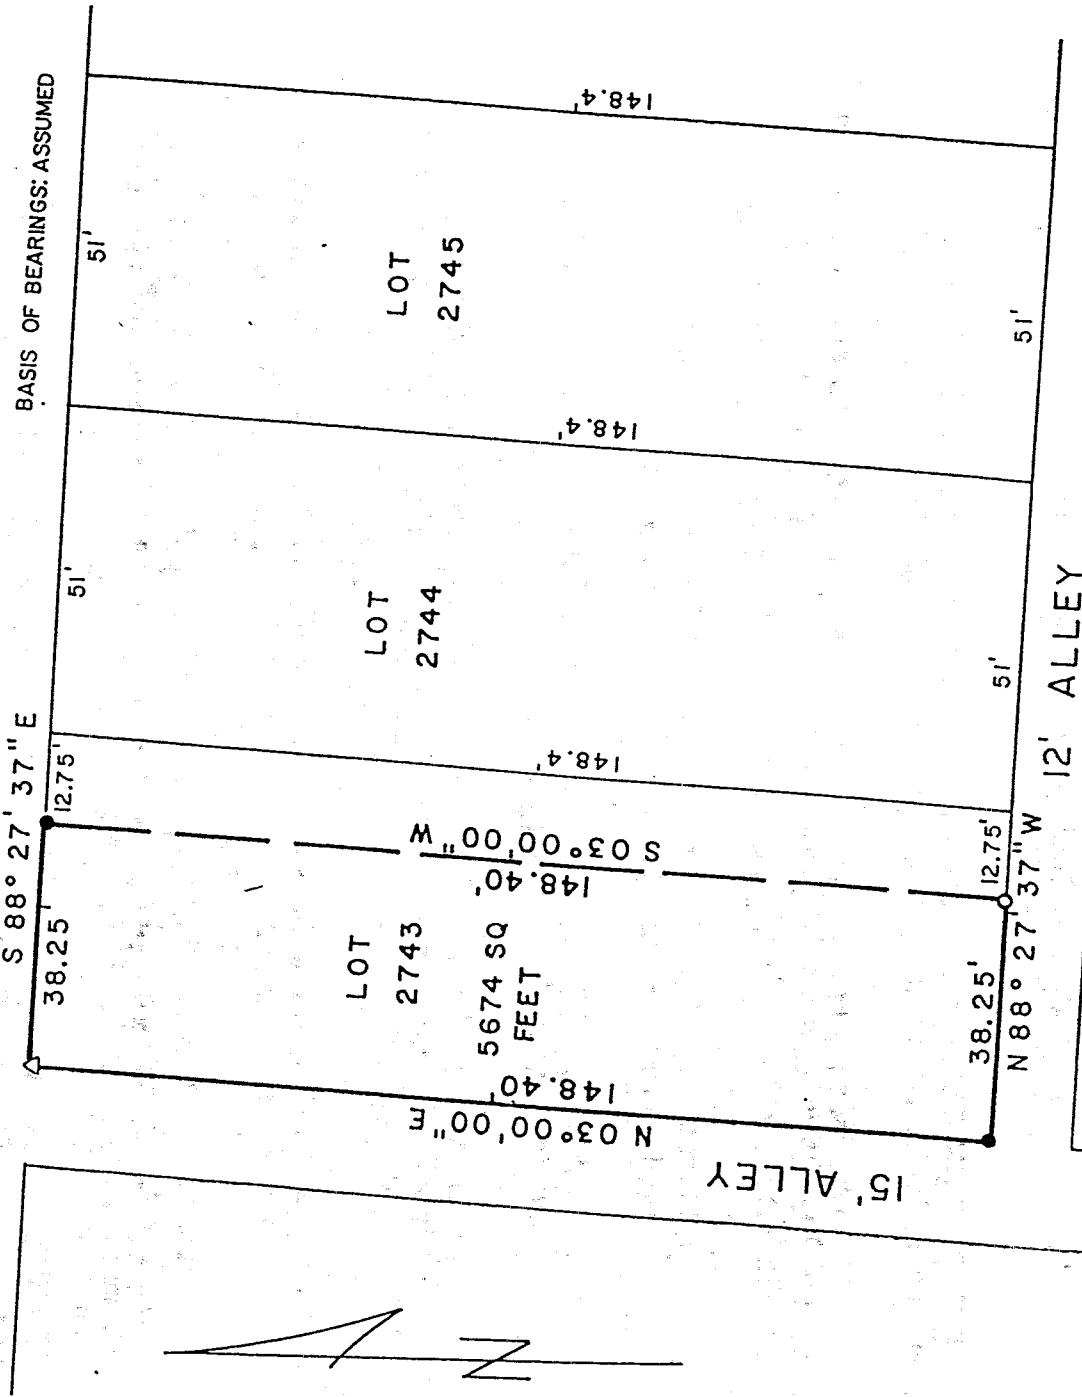 BASIS OF BEARINGS: ASSUMED
S 88° 27' 37" E
38.25'
12.75'
51'
51'
148.4'
148.4'
148.4'
LOT
2745
LOT
2744
LOT
2743
5674 SQ
FEET
S 03° 00' 00" W
148.40'
148.40'
N 03° 00' 00" E
15' ALLEY
38.25'
12.75'
51'
51'
N 88° 27' 37" W
12' ALLEY
N